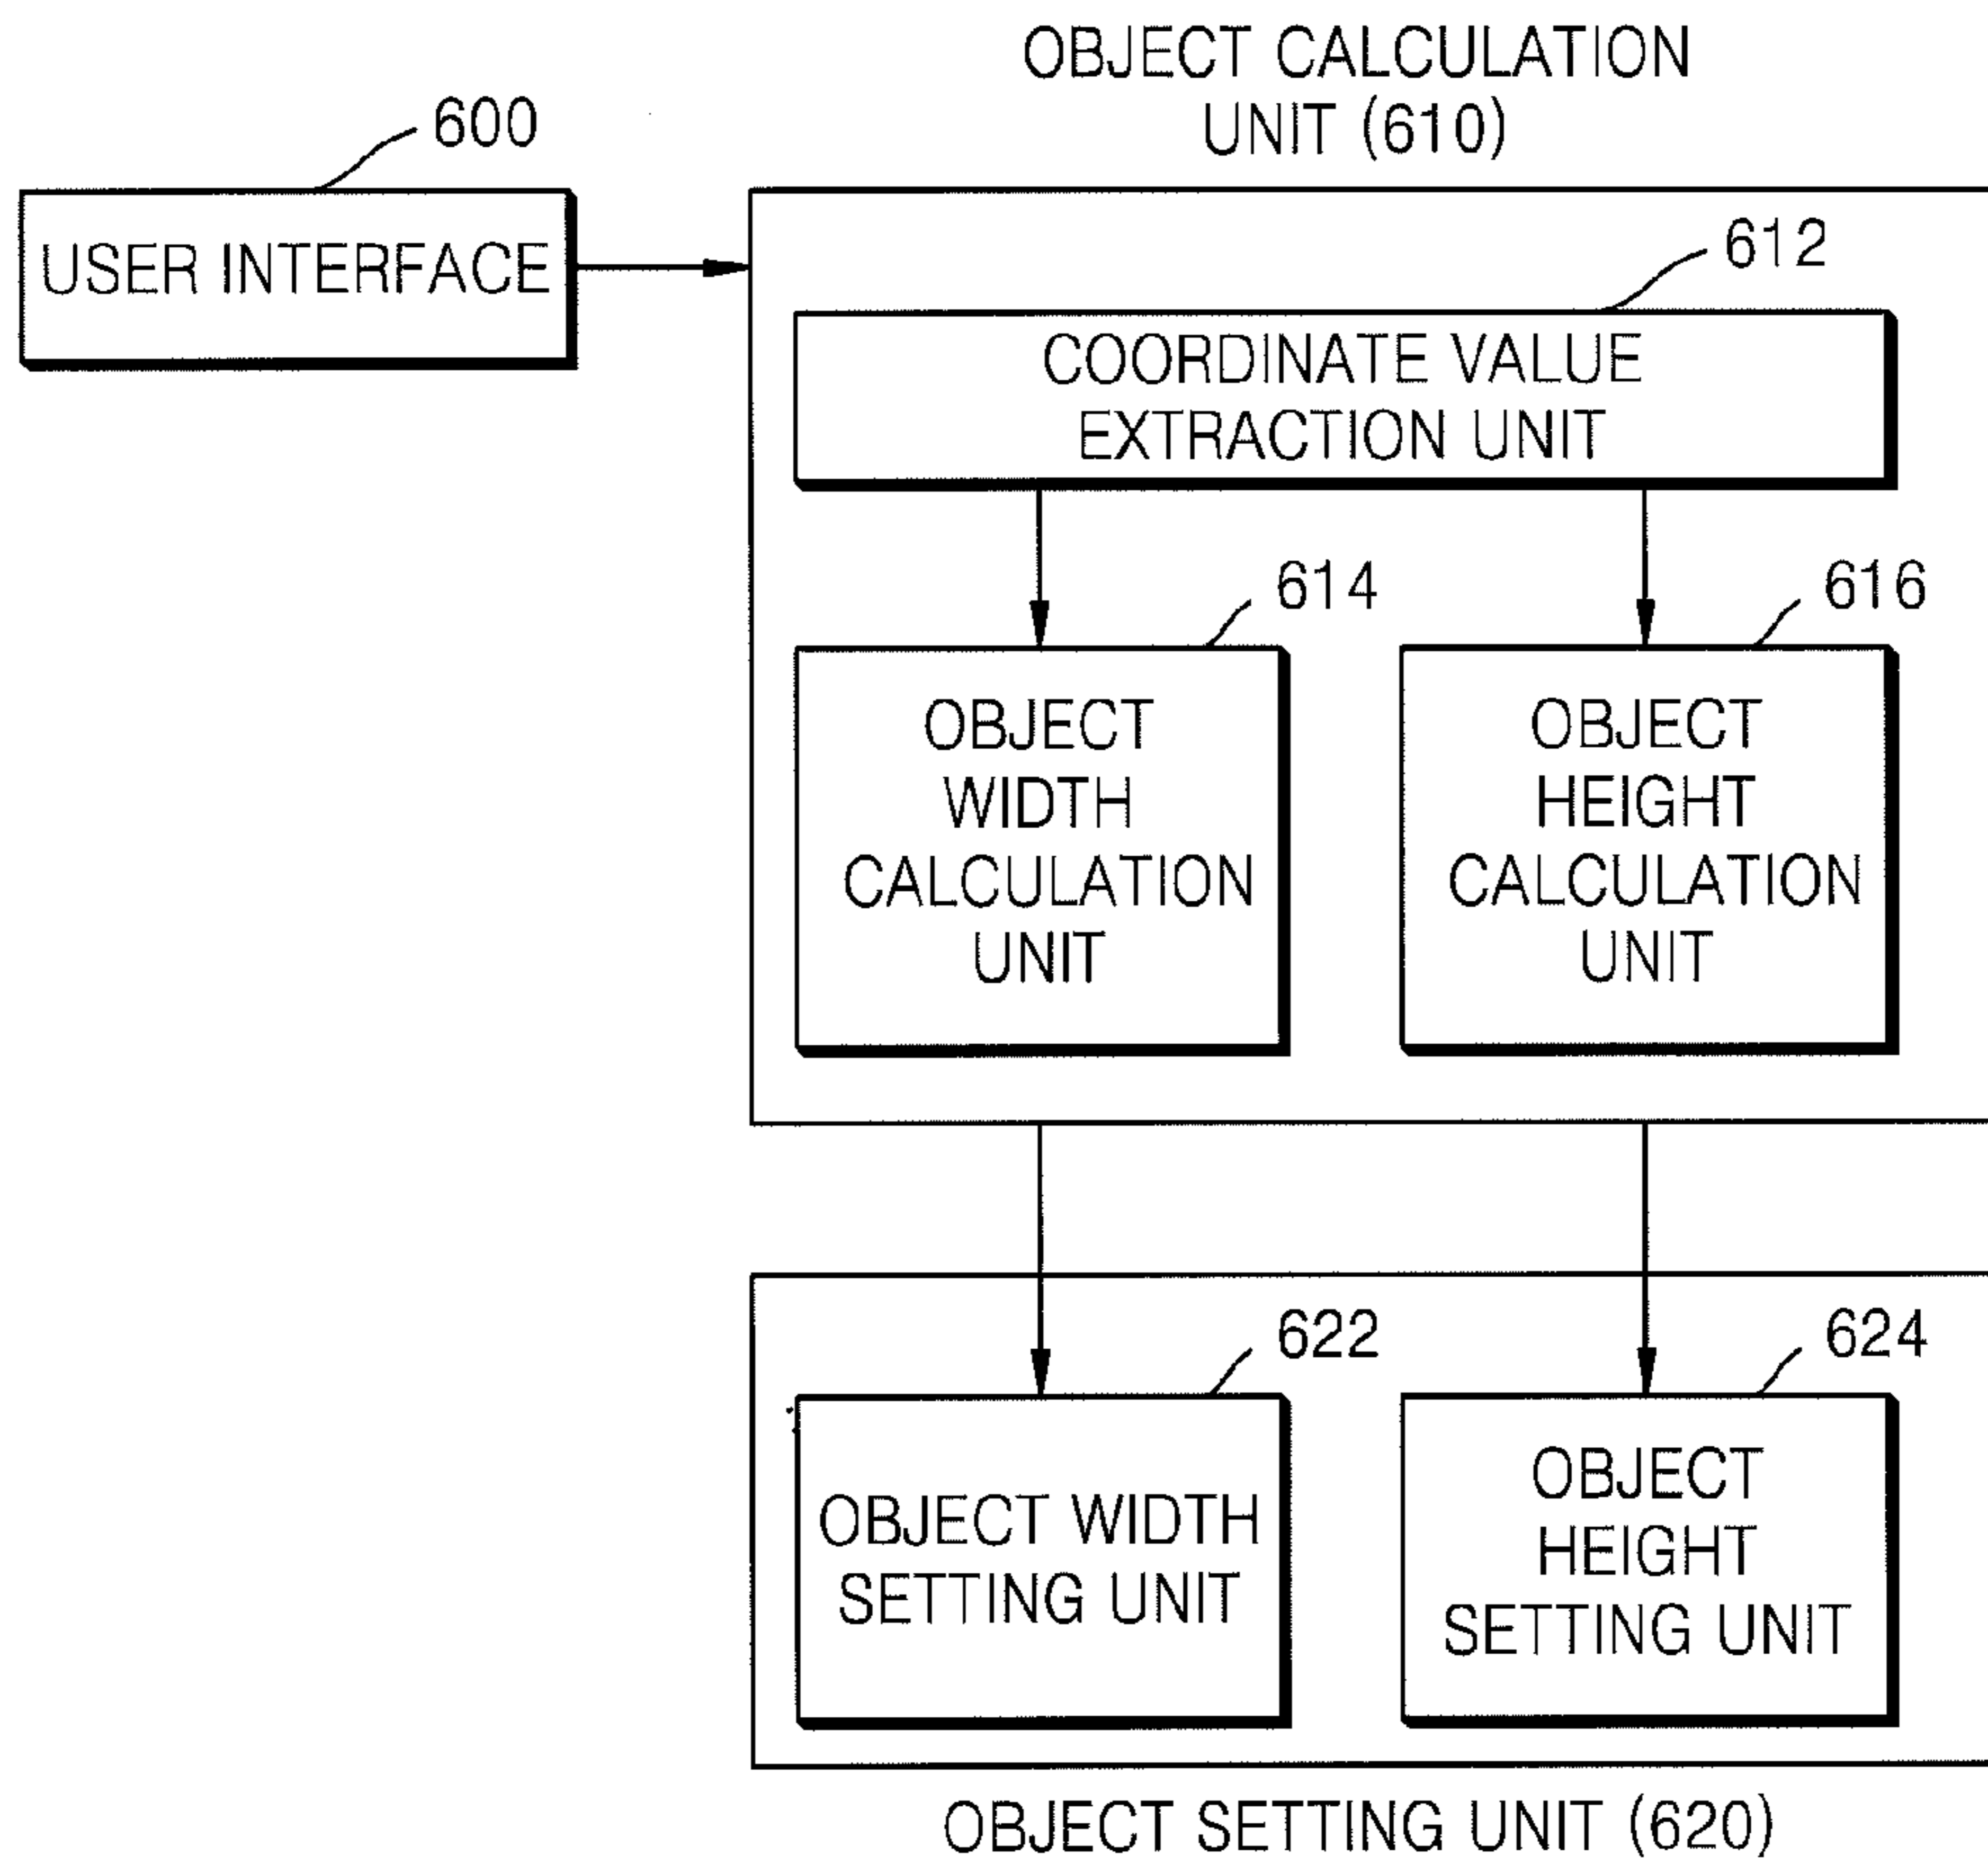 OBJECT CALCULATION
UNIT (610)
600
USER INTERFACE
612
COORDINATE VALUE
EXTRACTION UNIT
614
OBJECT
WIDTH
CALCULATION
UNIT
616
OBJECT
HEIGHT
CALCULATION
UNIT
622
OBJECT WIDTH
SETTING UNIT
624
OBJECT
HEIGHT
SETTING UNIT
OBJECT SETTING UNIT (620)